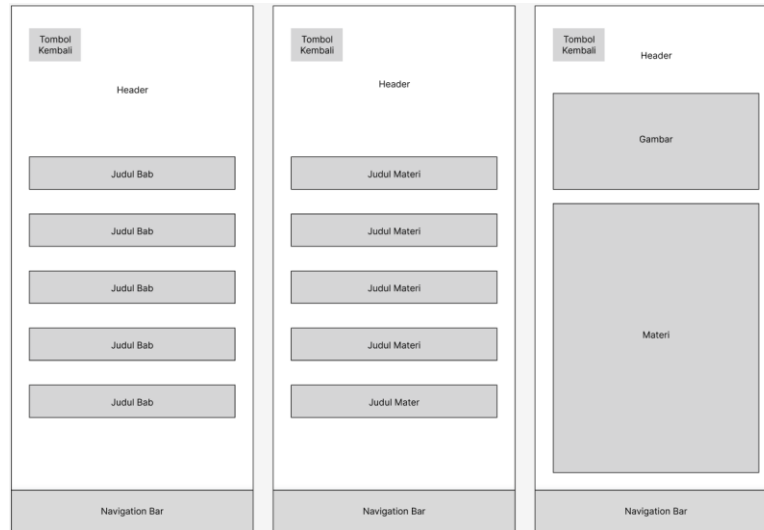 Tombol
Kembali
Header
Judul Bab
Judul Bab
Judul Bab
Judul Bab
Judul Bab
Navigation Bar
Tombol
Kembali
Header
Judul Materi
Judul Materi
Judul Materi
Judul Materi
Judul Mater
Navigation Bar
Tombol
Kembali
Header
Gambar
Materi
Navigation Bar